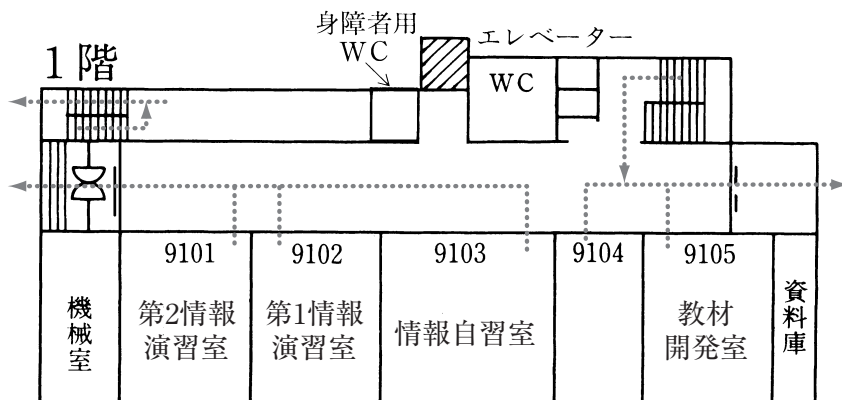 1階
身障者用
WC
エレベーター
WC
9101
第2情報
演習室
9102
第1情報
演習室
9103
情報自習室
9104
9105
教材
開発室
機械室
資料庫